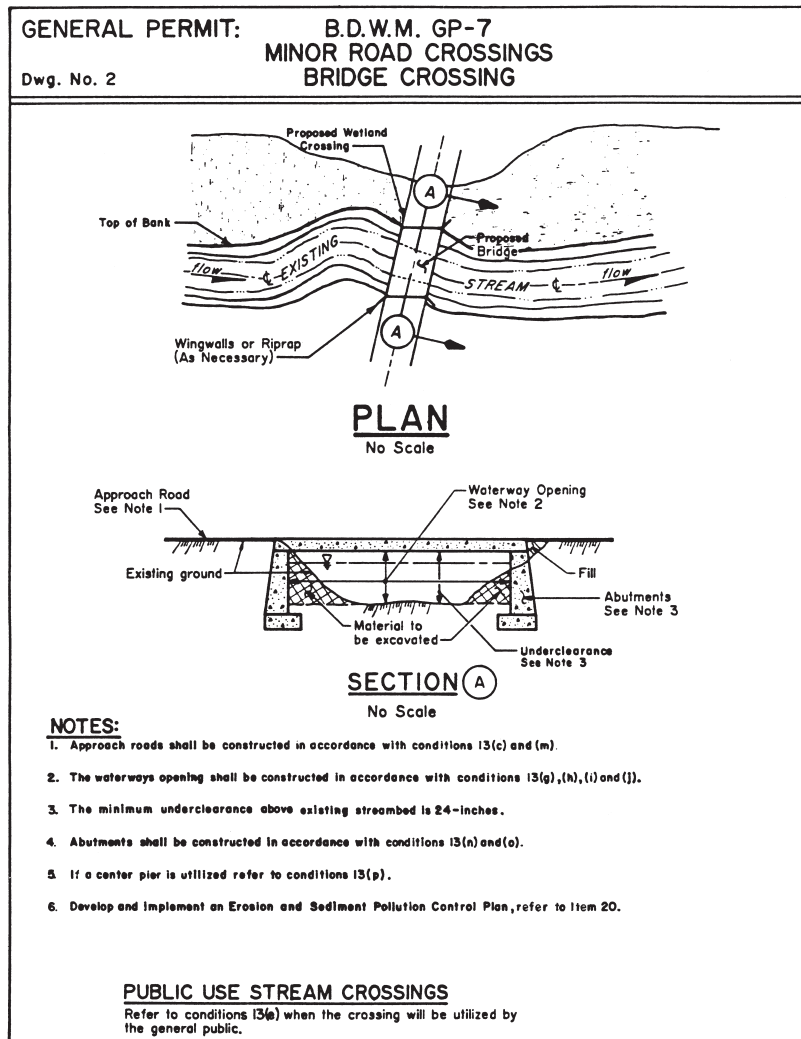 GENERAL PERMIT: B.D.W.M. GP-7
MINOR ROAD CROSSINGS
Dwg. No. 2 BRIDGE CROSSING
Proposed Wetland
Crossing
A
Top of Bank
Proposed
Bridge
flow
℄ EXISTING
STREAM ℄
flow
A
Wingwalls or Riprap
(As Necessary)
PLAN
No Scale
Approach Road
See Note 1
Waterway Opening
See Note 2
Existing ground
Fill
Abutments
See Note 3
Material to
be excavated
Underclearance
See Note 3
SECTION A
No Scale
NOTES:
1. Approach roads shall be constructed in accordance with conditions 13(c) and (m).
2. The waterways opening shall be constructed in accordance with conditions 13(g),(h),(i) and (j).
3. The minimum underclearance above existing streambed is 24-inches.
4. Abutments shall be constructed in accordance with conditions 13(n) and (o).
5. If a center pier is utilized refer to conditions 13(p).
6. Develop and implement an Erosion and Sediment Pollution Control Plan, refer to Item 20.
PUBLIC USE STREAM CROSSINGS
Refer to conditions 13(e) when the crossing will be utilized by
the general public.